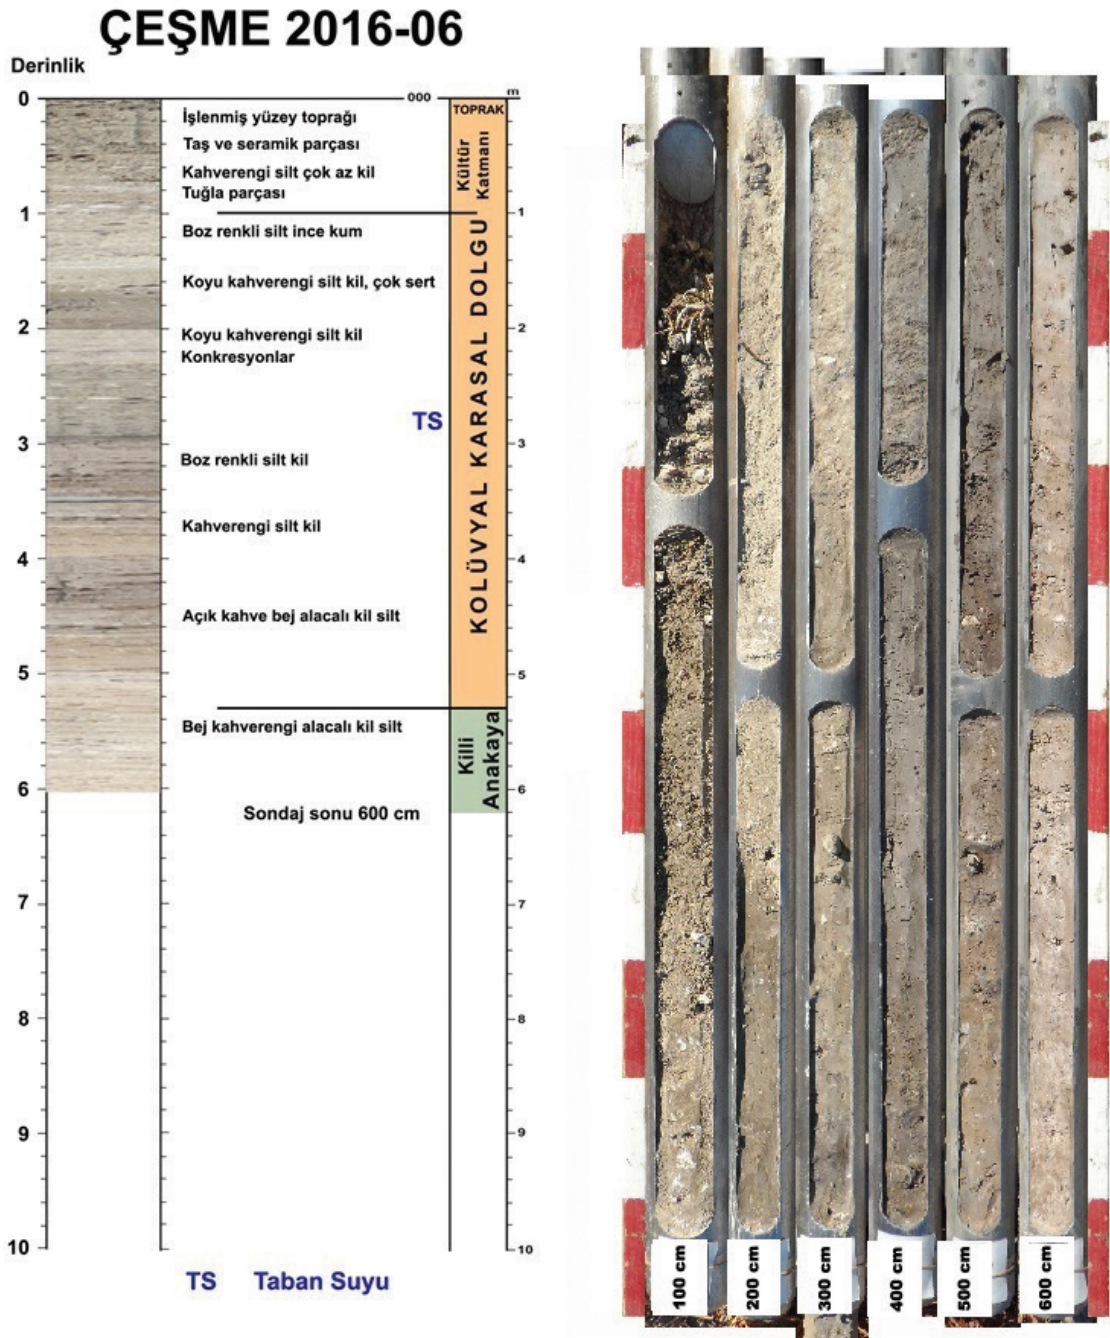 ÇEŞME 2016-06
Derinlik
m
000
0
1
2
3
4
5
6
7
8
9
10
İşlenmiş yüzey toprağı
Taş ve seramik parçası
Kahverengi silt çok az kil
Tuğla parçası
Boz renkli silt ince kum
Koyu kahverengi silt kil, çok sert
Koyu kahverengi silt kil
Konkresyonlar
TS
Boz renkli silt kil
Kahverengi silt kil
Açık kahve bej alacalı kil silt
Bej kahverengi alacalı kil silt
Sondaj sonu 600 cm
TOPRAK
Kültür
Katmanı
KOLÜVYAL KARASAL DOLGU
Killi
Anakaya
1
2
3
4
5
6
7
8
9
10
TS Taban Suyu
100 cm
200 cm
300 cm
400 cm
500 cm
600 cm